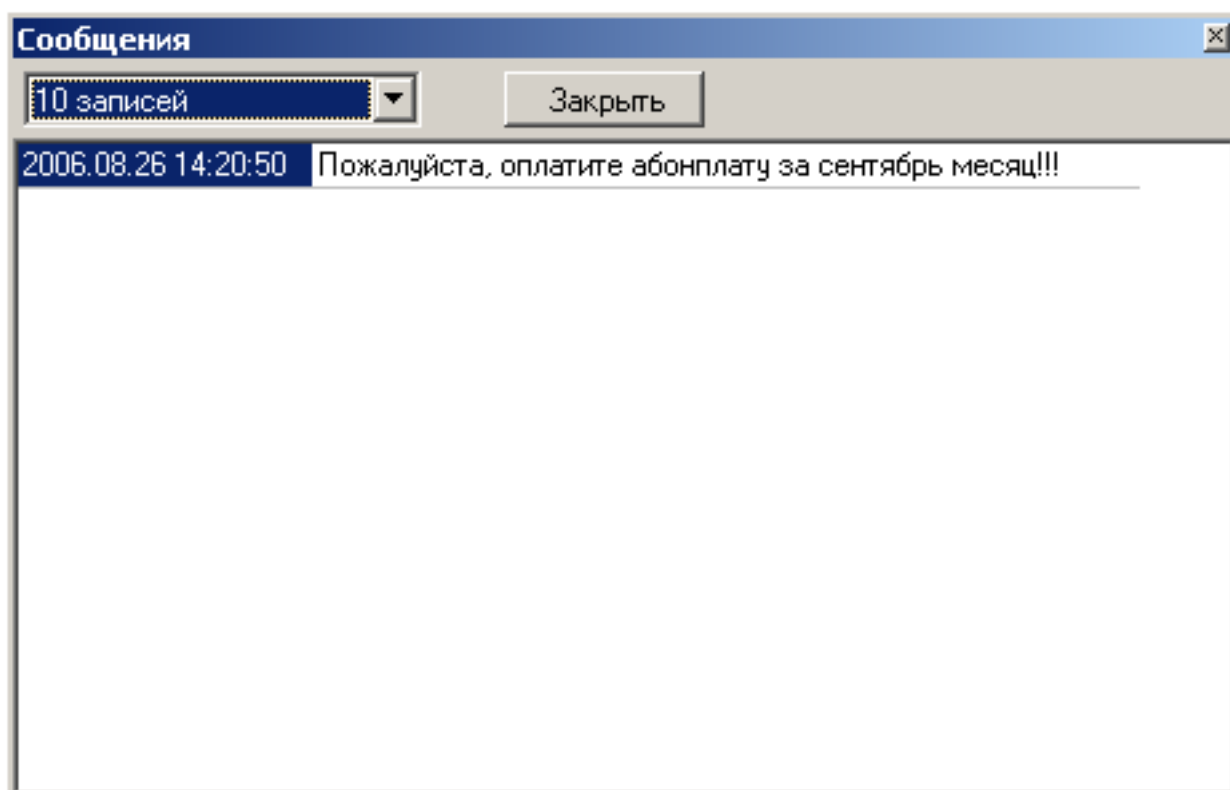 Сообщения
10 записей
Закрыть
2006.08.26 14:20:50 Пожалуйста, оплатите абонплату за сентябрь месяц!!!